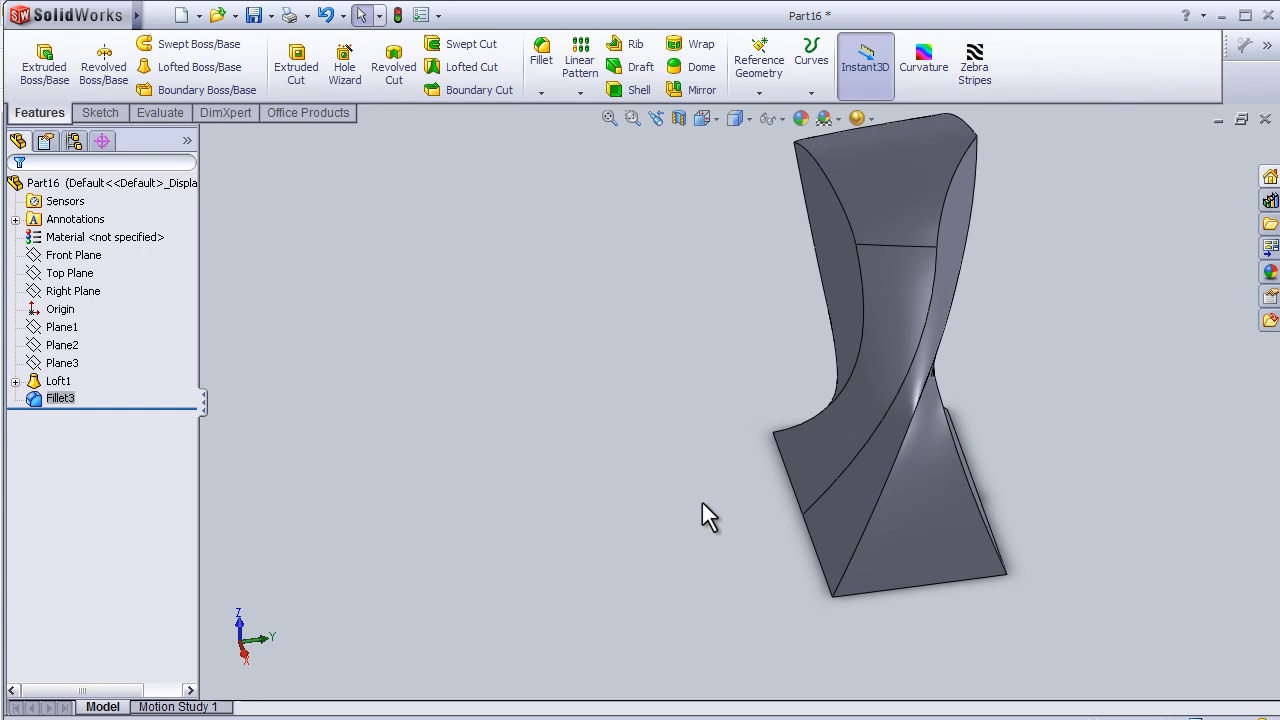 SW SolidWorks
Part16 *
?
Extruded Boss/Base
Revolved Boss/Base
Swept Boss/Base
Lofted Boss/Base
Boundary Boss/Base
Extruded Cut
Hole Wizard
Revolved Cut
Swept Cut
Lofted Cut
Boundary Cut
Fillet
Linear Pattern
Rib
Draft
Shell
Wrap
Dome
Mirror
Reference Geometry
Curves
Instant3D
Curvature
Zebra Stripes
Features
Sketch
Evaluate
DimXpert
Office Products
Part16 (Default<<Default>_Displa
Sensors
A Annotations
Material <not specified>
Front Plane
Top Plane
Right Plane
Origin
Plane1
Plane2
Plane3
Loft1
Fillet3
Z
Y
X
Model
Motion Study 1